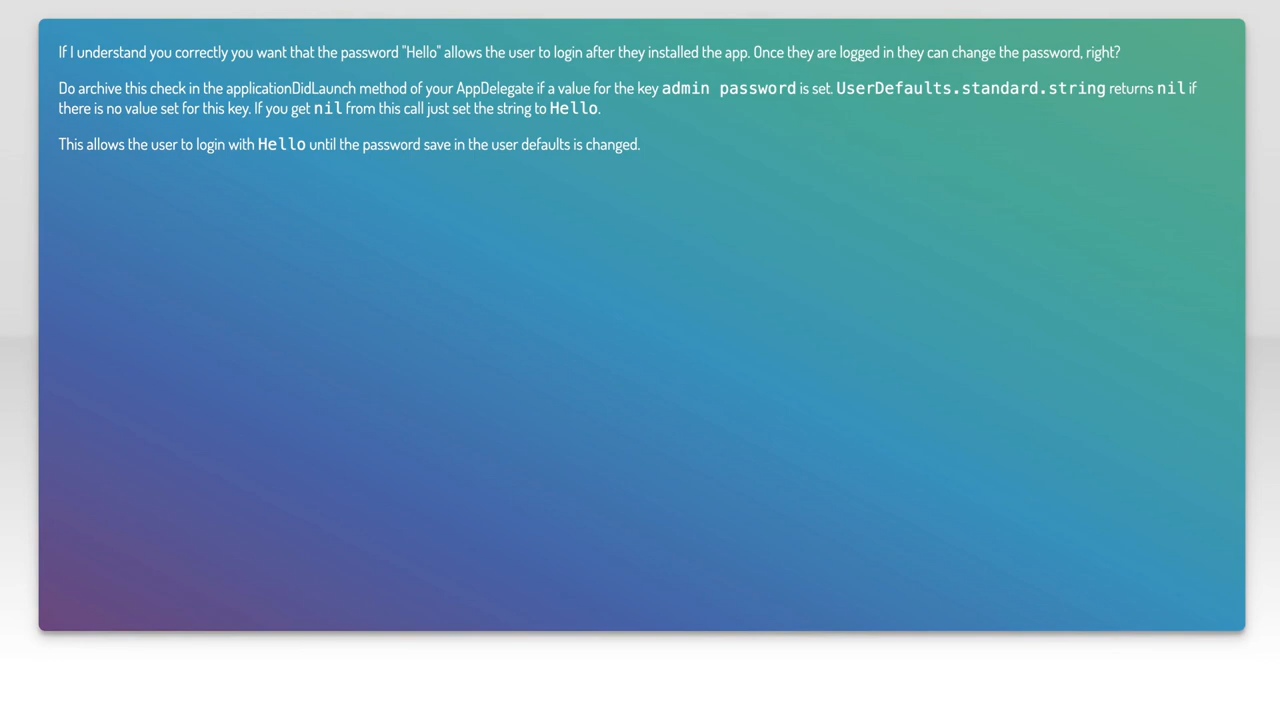 If I understand you correctly you want that the password "Hello" allows the user to login after they installed the app. Once they are logged in they can change the password, right?
Do archive this check in the applicationDidLaunch method of your AppDelegate if a value for the key admin password is set. UserDefaults.standard.string returns nil if
there is no value set for this key. If you get nil from this call just set the string to Hello.
This allows the user to login with Hello until the password save in the user defaults is changed.